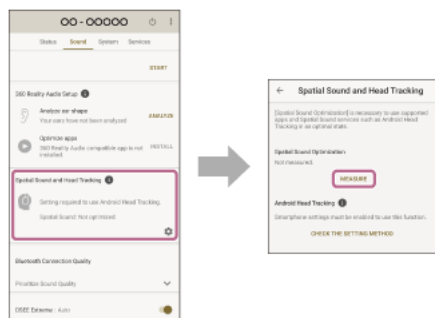 OO-OOOOO
Status Sound System Services
START
360 Reality Audio Setup
Analyze ear shape
Your ears have not been analyzed
ANALYZE
Optimize apps
360 Reality Audio compatible app is not
installed.
INSTALL
Spatial Sound and Head Tracking
Setting required to use Android Head Tracking.
Spatial Sound: Not optimized.
Bluetooth Connection Quality
Prioritize Sound Quality
DSEE Extreme : Auto
← Spatial Sound and Head Tracking
[Spatial Sound Optimization] is necessary to use supported
apps and Spatial Sound services such as Android Head
Tracking in an optimal state.
Spatial Sound Optimization
Not measured.
MEASURE
Android Head Tracking
Smartphone settings must be enabled to use this function.
CHECK THE SETTING METHOD